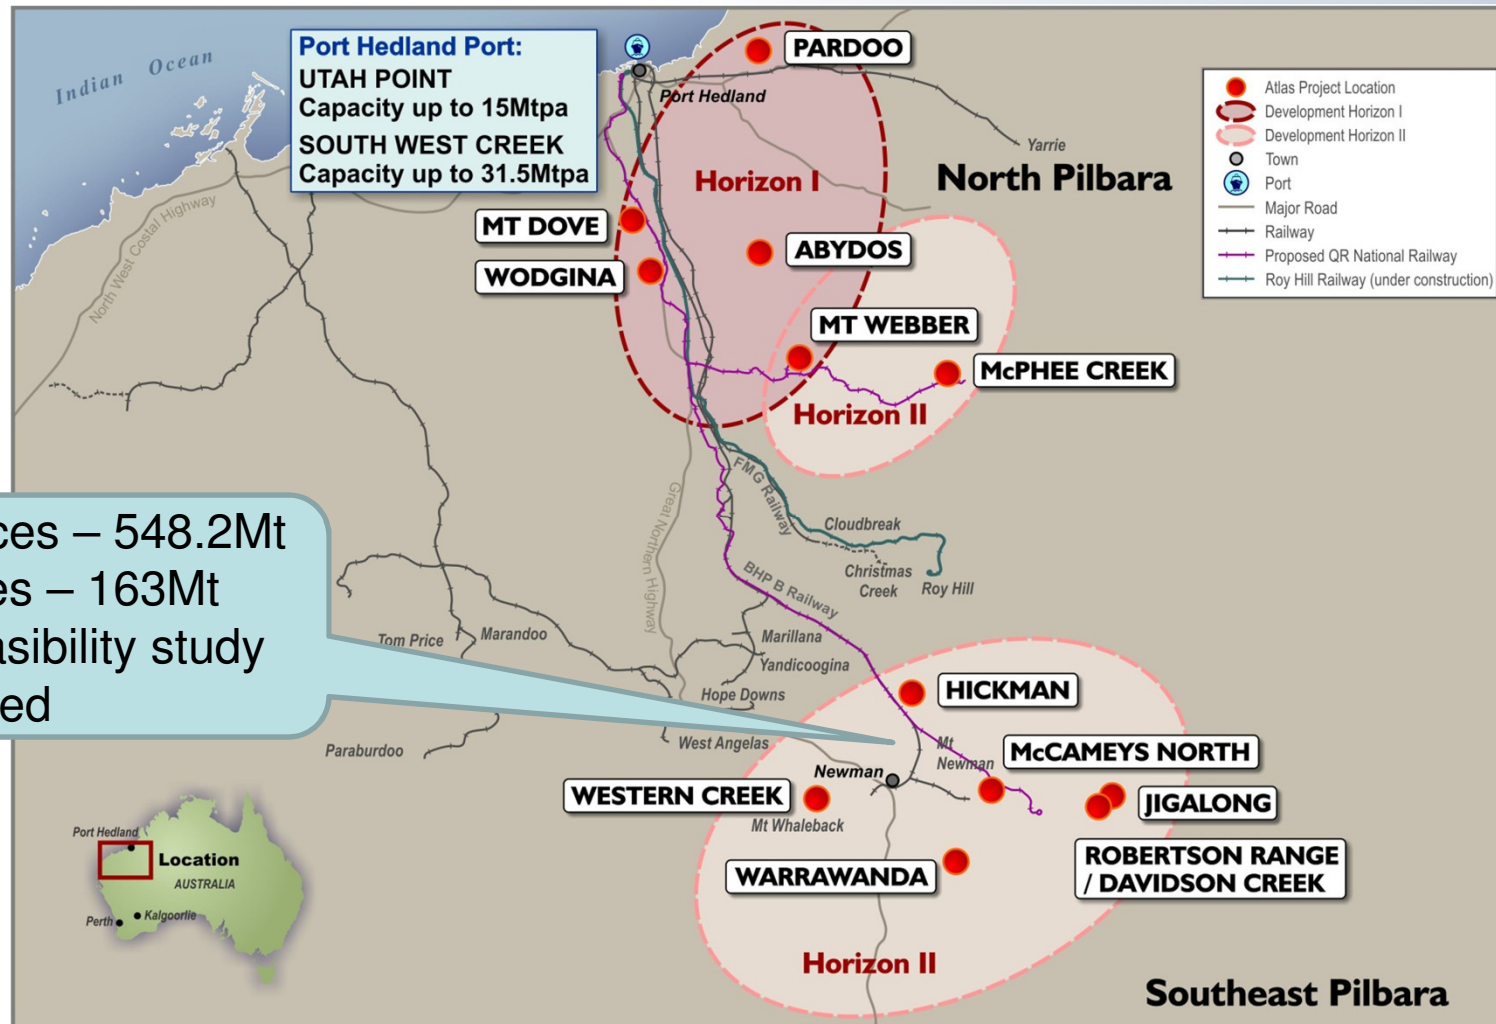 Indian Ocean
Port Hedland Port:
UTAH POINT
Capacity up to 15Mtpa
SOUTH WEST CREEK
Capacity up to 31.5Mtpa
PARDOO
Port Hedland
Yarrie
North Pilbara
Atlas Project Location
Development Horizon I
Development Horizon II
Town
Port
Major Road
Railway
Proposed QR National Railway
Roy Hill Railway (under construction)
Horizon I
North West Costal Highway
MT DOVE
ABYDOS
WODGINA
MT WEBBER
McPHEE CREEK
Horizon II
FMG Railway
Great Northern Highway
Cloudbreak
Christmas
Creek
Roy Hill
BHP B Railway
ces – 548.2Mt
es – 163Mt
asibility study
ed
Tom Price
Marandoo
Marillana
Yandicoogina
Hope Downs
West Angelas
Paraburdoo
HICKMAN
Mt
Newman
McCAMEYS NORTH
Newman
WESTERN CREEK
Mt Whaleback
JIGALONG
WARRAWANDA
ROBERTSON RANGE
/ DAVIDSON CREEK
Horizon II
Southeast Pilbara
Port Hedland
Location
AUSTRALIA
Perth
Kalgoorlie